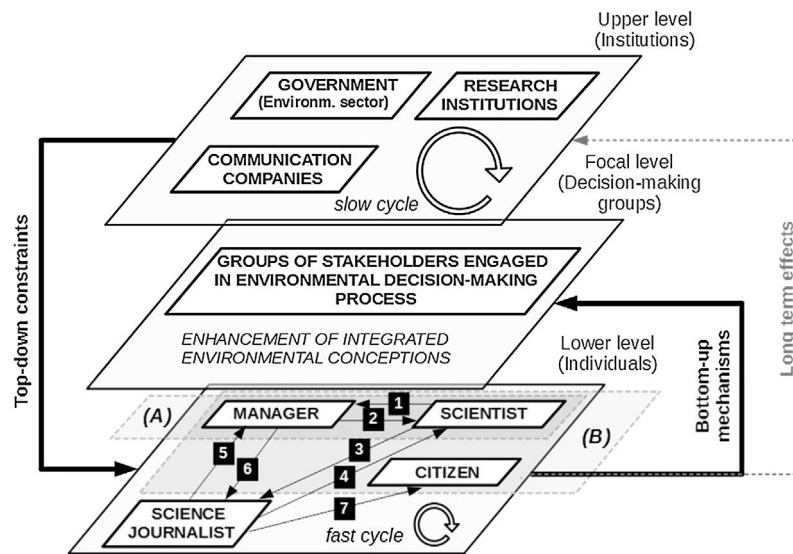 Upper level
(Institutions)
GOVERNMENT
(Environm. sector)
RESEARCH
INSTITUTIONS
COMMUNICATION
COMPANIES
slow cycle
Focal level
(Decision-making
groups)
GROUPS OF STAKEHOLDERS ENGAGED
IN ENVIRONMENTAL DECISION-MAKING
PROCESS
ENHANCEMENT OF INTEGRATED
ENVIRONMENTAL CONCEPTIONS
Lower level
(Individuals)
Top-down constraints
Bottom-up
mechanisms
Long term effects
(A)
MANAGER
1
2
SCIENTIST
(B)
5
6
3
4
CITIZEN
7
SCIENCE
JOURNALIST
fast cycle